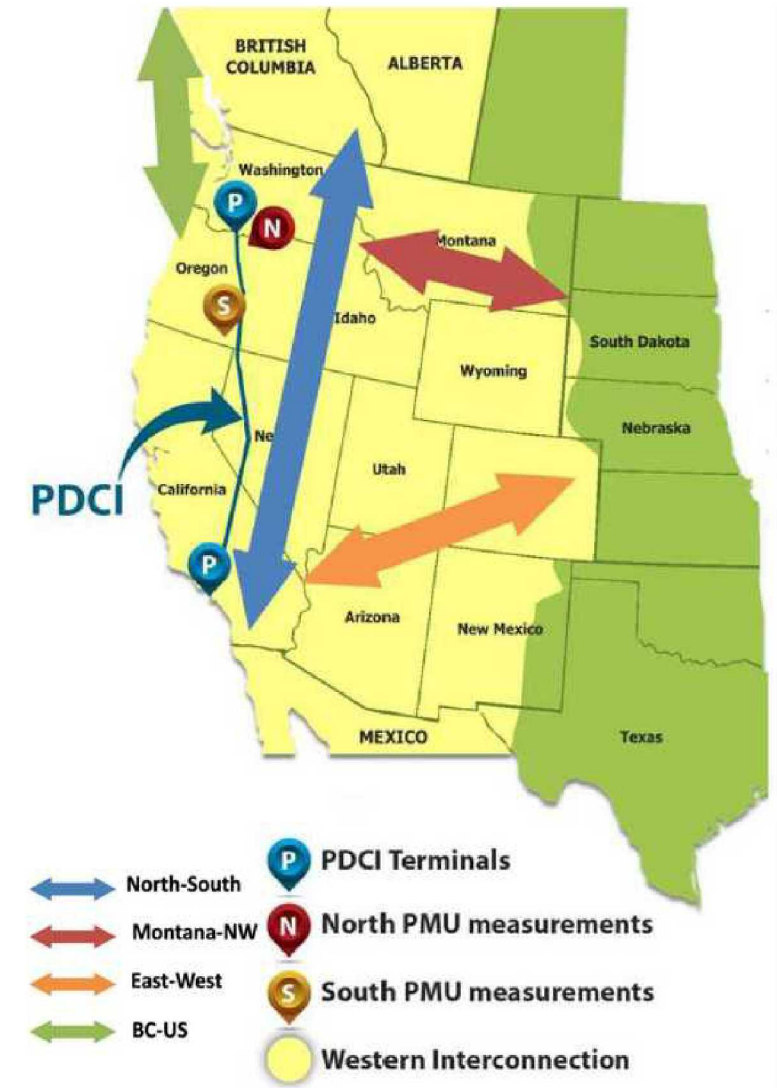 BRITISH
COLUMBIA
ALBERTA
Washington
P
N
Montana
Oregon
S
Idaho
South Dakota
Wyoming
Nebraska
Ne
Utah
PDCI
California
P
Arizona
New Mexico
MEXICO
Texas
North-South
Montana-NW
East-West
BC-US
P PDCI Terminals
N North PMU measurements
S South PMU measurements
Western Interconnection